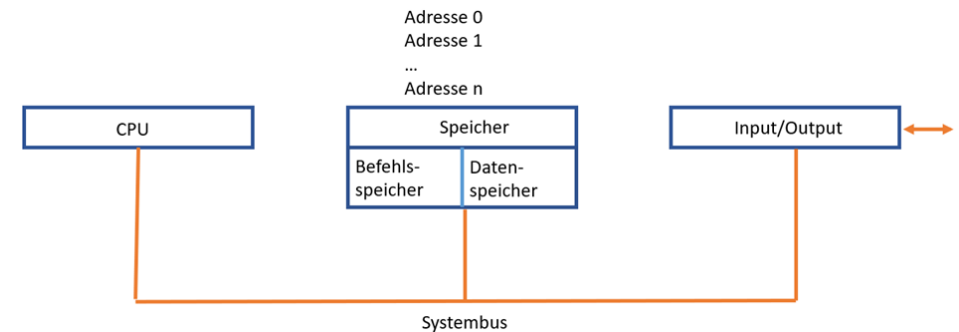 Adresse 0
Adresse 1
...
Adresse n
CPU
Speicher
Input/Output
Befehls-
speicher
Daten-
speicher
Systembus